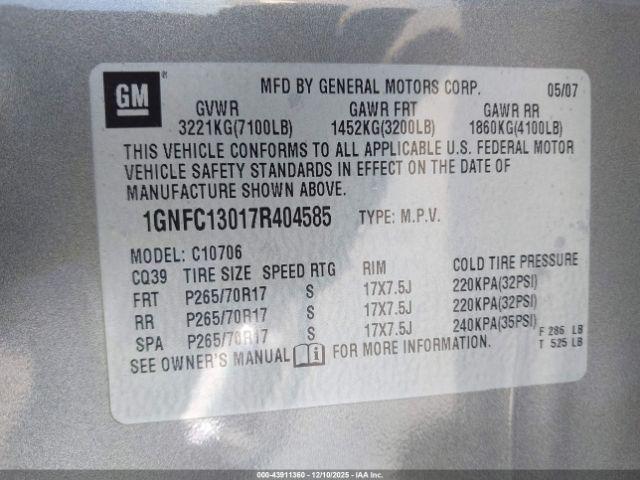 GM ®
MFD BY GENERAL MOTORS CORP. 05/07
GVWR GAWR FRT GAWR RR
3221KG(7100LB) 1452KG(3200LB) 1860KG(4100LB)
THIS VEHICLE CONFORMS TO ALL APPLICABLE U.S. FEDERAL MOTOR
VEHICLE SAFETY STANDARDS IN EFFECT ON THE DATE OF
MANUFACTURE SHOWN ABOVE.
1GNFC13017R404585 TYPE: M.P.V.
MODEL: C10706
CQ39 TIRE SIZE SPEED RTG RIM COLD TIRE PRESSURE
FRT P265/70R17 S 17X7.5J 220KPA(32PSI)
RR P265/70R17 S 17X7.5J 220KPA(32PSI)
SPA P265/70R17 S 17X7.5J 240KPA(35PSI)
F 286 LB
T 525 LB
SEE OWNER'S MANUAL i FOR MORE INFORMATION.
000-43911360 - 12/10/2025 - IAAI.COM